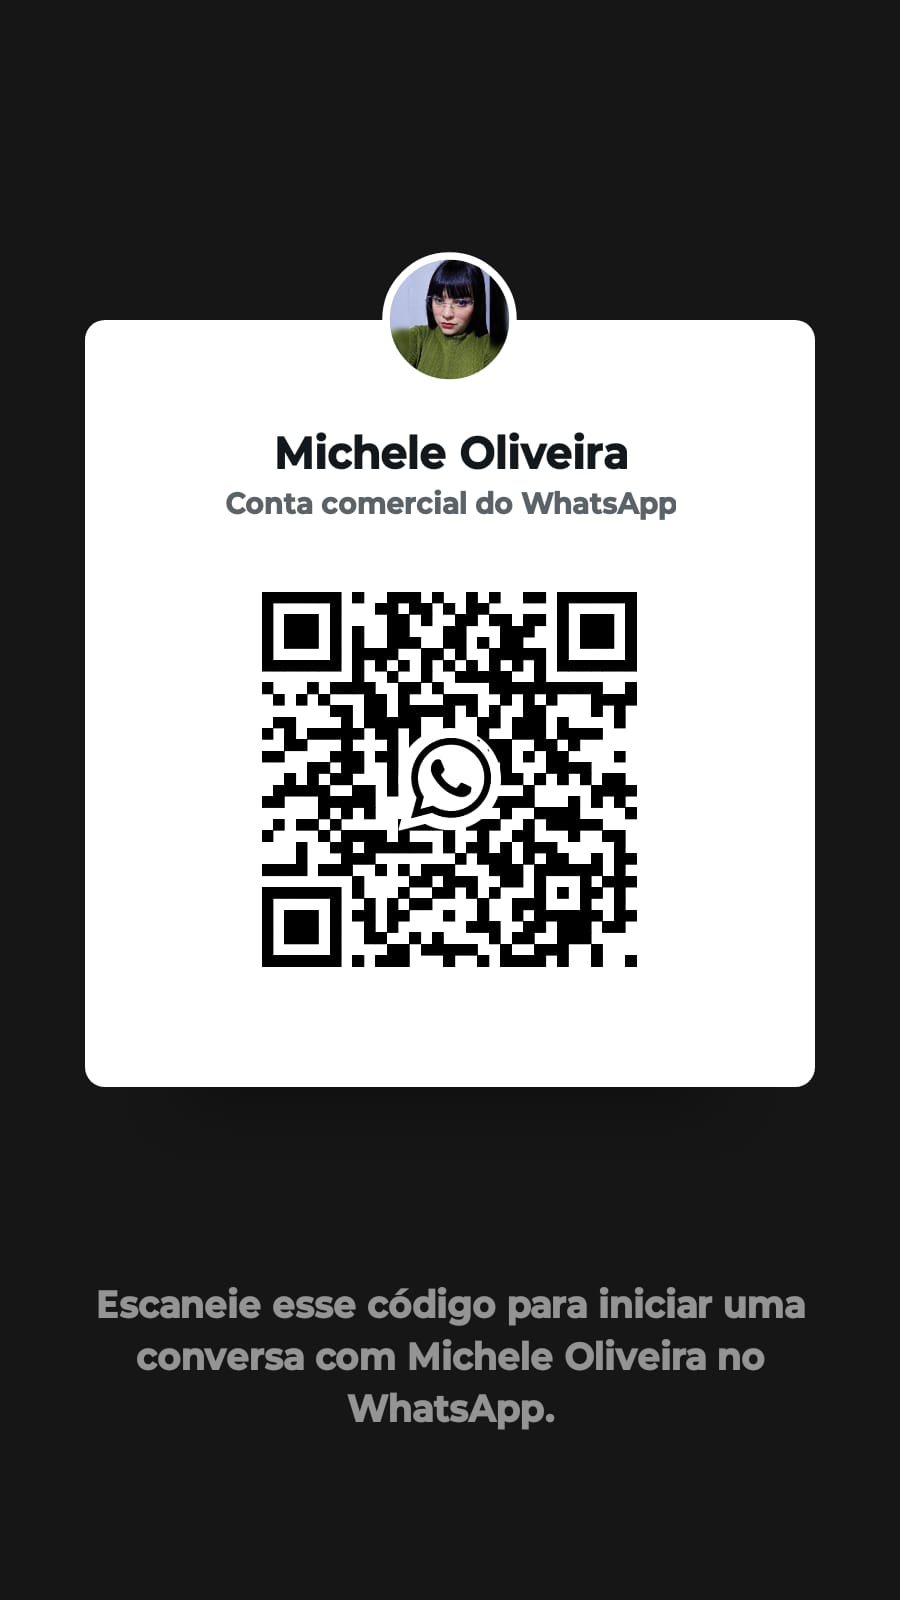 Michele Oliveira
Conta comercial do WhatsApp
Escaneie esse código para iniciar uma
conversa com Michele Oliveira no
WhatsApp.